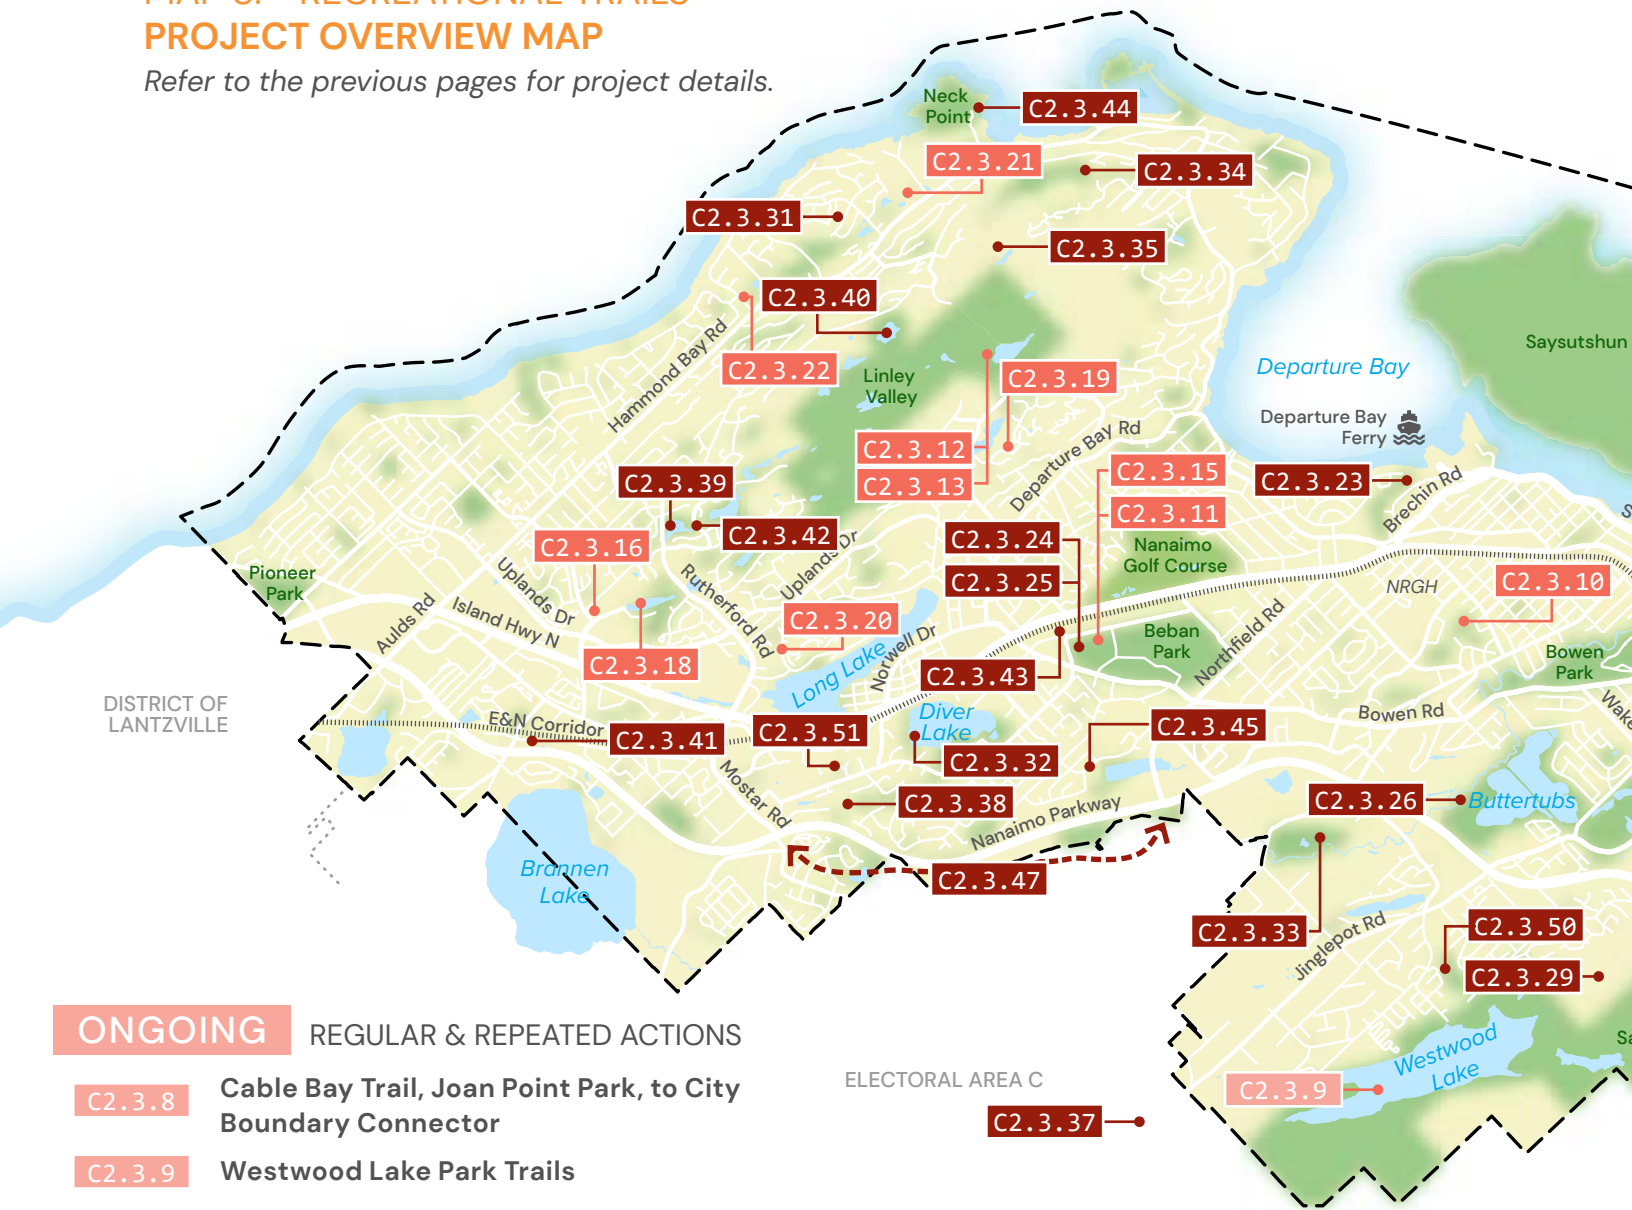 PROJECT OVERVIEW MAP
Refer to the previous pages for project details.
Neck
Point
C2.3.44
C2.3.21
C2.3.34
C2.3.31
C2.3.35
C2.3.40
Hammond Bay Rd
C2.3.22
Linley
Valley
C2.3.19
Saysutshun
Departure Bay
Departure Bay
Ferry
C2.3.12
C2.3.13
Departure Bay Rd
C2.3.15
C2.3.11
C2.3.23
Brechin Rd
C2.3.39
C2.3.42
C2.3.16
Uplands Dr
C2.3.24
C2.3.25
Nanaimo
Golf Course
NRGH
C2.3.10
Pioneer
Park
Aulds Rd
Island Hwy N
Uplands Dr
Rutherford Rd
C2.3.20
C2.3.18
Long Lake
Norwell Dr
C2.3.43
Beban
Park
Northfield Rd
Bowen
Park
DISTRICT OF
LANTZVILLE
E&N Corridor
C2.3.41
C2.3.51
Diver
Lake
C2.3.32
C2.3.45
Bowen Rd
Mostar Rd
C2.3.38
Nanaimo Parkway
C2.3.26
Buttertubs
Brannen
Lake
C2.3.47
C2.3.33
Jinglepot Rd
C2.3.50
C2.3.29
Westwood
Lake
C2.3.9
ELECTORAL AREA C
C2.3.37
ONGOING REGULAR & REPEATED ACTIONS
C2.3.8 Cable Bay Trail, Joan Point Park, to City
Boundary Connector
C2.3.9 Westwood Lake Park Trails